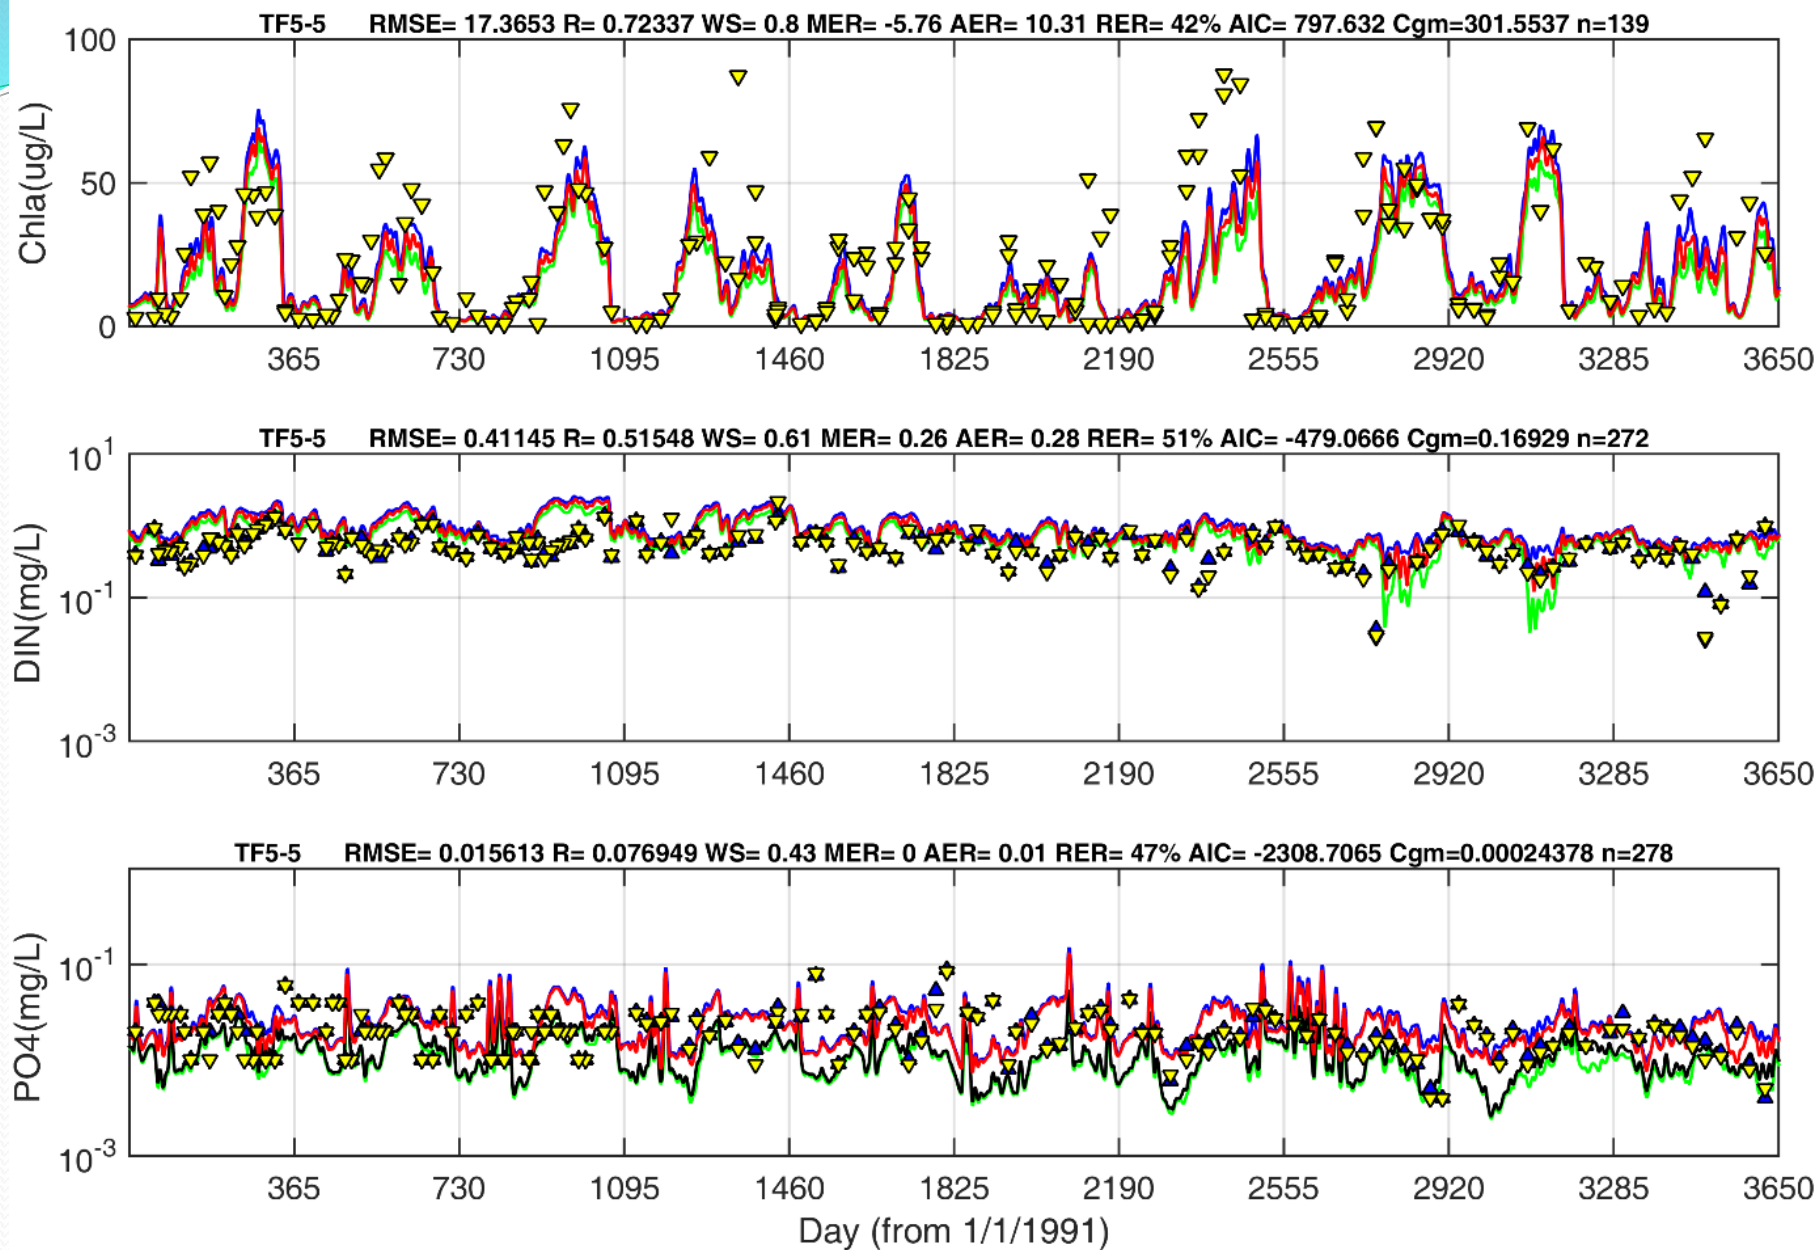 TF5-5 RMSE= 17.3653 R= 0.72337 WS= 0.8 MER= -5.76 AER= 10.31 RER= 42% AIC= 797.632 Cgm=301.5537 n=139
100
50
0
Chla(ug/L)
365 730 1095 1460 1825 2190 2555 2920 3285 3650
TF5-5 RMSE= 0.41145 R= 0.51548 WS= 0.61 MER= 0.26 AER= 0.28 RER= 51% AIC= -479.0666 Cgm=0.16929 n=272
10^1
10^-1
10^-3
DIN(mg/L)
365 730 1095 1460 1825 2190 2555 2920 3285 3650
TF5-5 RMSE= 0.015613 R= 0.076949 WS= 0.43 MER= 0 AER= 0.01 RER= 47% AIC= -2308.7065 Cgm=0.00024378 n=278
10^-1
10^-3
PO4(mg/L)
365 730 1095 1460 1825 2190 2555 2920 3285 3650
Day (from 1/1/1991)